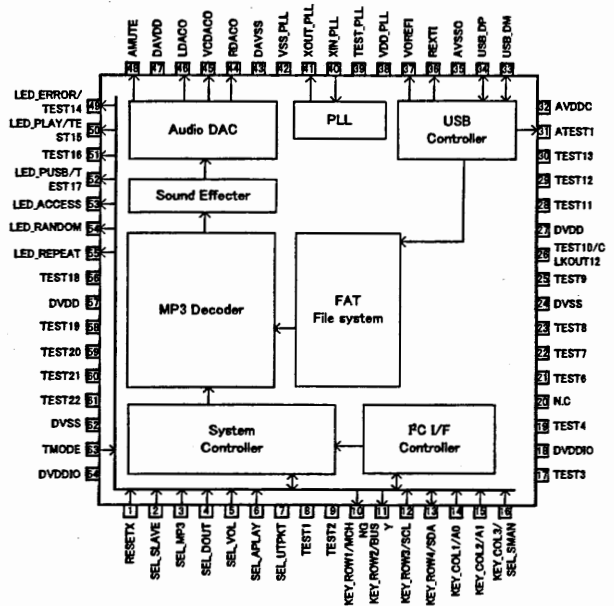 AMUTE
DAVDD
LDACO
VCDACO
RDACO
DAVSS
VSS_PLL
XOUT_PLL
XIN_PLL
TEST_PLL
VDD_PLL
VOREFI
REXTI
AVSSO
USB_DP
USB_DM
48
47
46
45
44
43
42
41
40
39
38
37
36
35
34
33
LED_ERROR/
TEST14
49
LED_PLAY/TE
ST15
50
TEST16
51
LED_PUSB/T
EST17
52
LED_ACCESS
53
LED_RANDOM
54
LED_REPEAT
55
TEST18
56
DVDD
57
TEST19
58
TEST20
59
TEST21
60
TEST22
61
DVSS
62
TMODE
63
DVDDIO
64
Audio DAC
PLL
USB
Controller
Sound Effecter
MP3 Decoder
FAT
File system
System
Controller
I²C I/F
Controller
32 AVDDC
31 ATEST1
30 TEST13
29 TEST12
28 TEST11
27 DVDD
26 TEST10/C
LKOUT12
25 TEST9
24 DVSS
23 TEST8
22 TEST7
21 TEST6
20 N.C
19 TEST4
18 DVDDIO
17 TEST3
1
2
3
4
5
6
7
8
9
10
11
12
13
14
15
16
RESETX
SEL_SLAVE
SEL_MP3
SEL_DOUT
SEL_VOL
SEL_APLAY
SEL_UTPKT
TEST1
TEST2
KEY_ROW1/MCH
NG
KEY_ROW2/BUS
Y
KEY_ROW3/SCL
KEY_ROW4/SDA
KEY_COL1/A0
KEY_COL2/A1
KEY_COL3/
SEL_SMAN